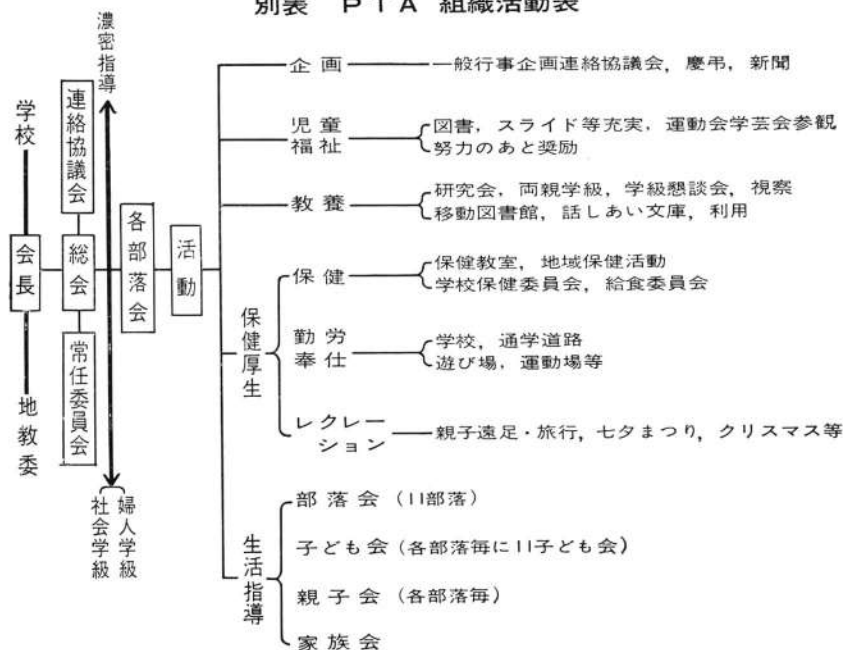 別表 PTA 組織活動表
濃密指導
学校
会長
地教委
連絡協議会
総会
常任委員会
婦人学級
社会学級
各部落会
活動
企画
一般行事企画連絡協議会,慶弔,新聞
児童
福祉
図書,スライド等充実,運動会学芸会参観
努力のあと奨励
教養
研究会,両親学級,学級懇談会,視察
移動図書館,話しあい文庫,利用
保健厚生
保健
保健教室,地域保健活動
学校保健委員会,給食委員会
勤労
奉仕
学校,通学道路
遊び場,運動場等
レクレー
ション
親子遠足・旅行,七夕まつり,クリスマス等
生活指導
部落会(11部落)
子ども会(各部落毎に11子ども会)
親子会(各部落毎)
家族会